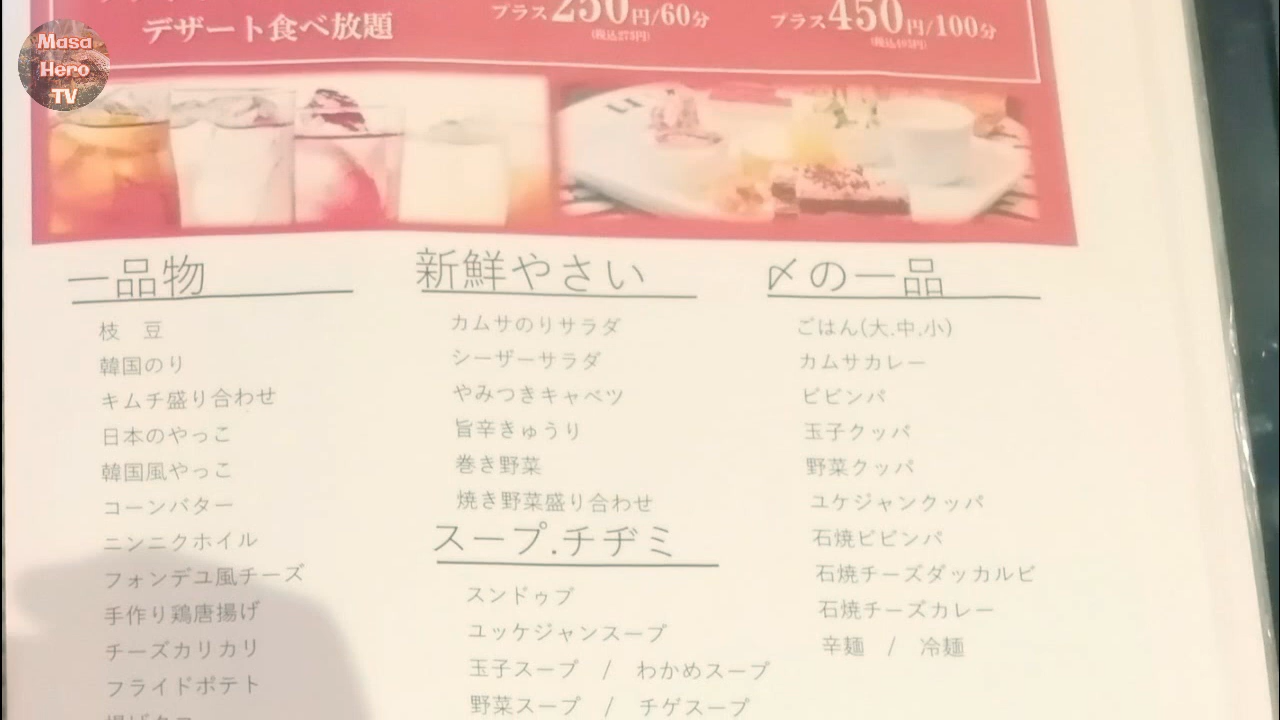 Masa
Hero
TV
デザート食べ放題
プラス250円/60分
(税込273円)
プラス450円/100分
(税込495円)
一品物
枝 豆
韓国のり
キムチ盛り合わせ
日本のやっこ
韓国風やっこ
コーンバター
ニンニクホイル
フォンデユ風チーズ
手作り鶏唐揚げ
チーズカリカリ
フライドポテト
新鮮やさい
カムサのりサラダ
シーザーサラダ
やみつきキャベツ
旨辛きゅうり
巻き野菜
焼き野菜盛り合わせ
スープ.チヂミ
スンドゥブ
ユッケジャンスープ
玉子スープ / わかめスープ
野菜スープ / チゲスープ
〆の一品
ごはん(大.中.小)
カムサカレー
ビビンパ
玉子クッパ
野菜クッパ
ユケジャンクッパ
石焼ビビンパ
石焼チーズダッカルビ
石焼チーズカレー
辛麺 / 冷麺